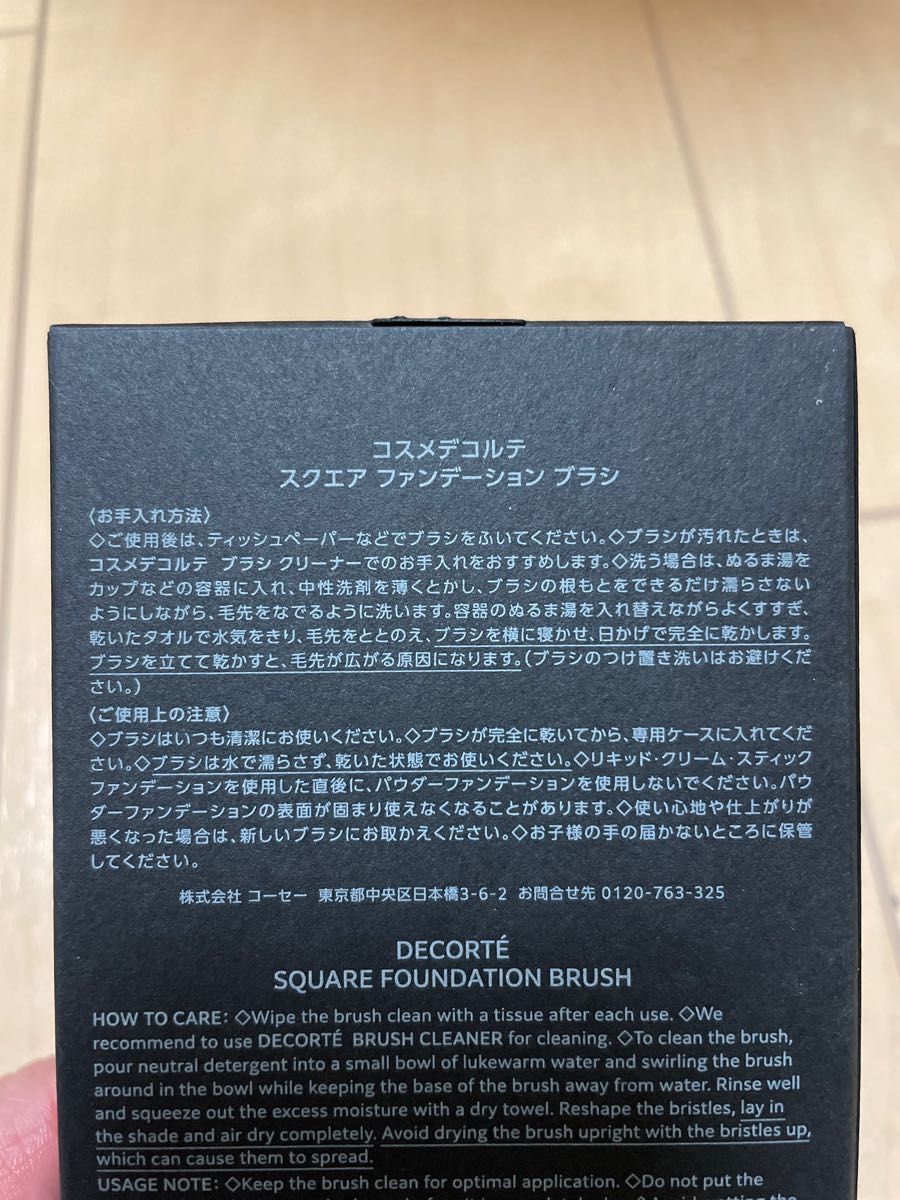 コスメデコルテ
スクエア ファンデーション ブラシ
〈お手入れ方法〉
◇ご使用後は、ティッシュペーパーなどでブラシをふいてください。◇ブラシが汚れたときは、
コスメデコルテ ブラシ クリーナーでのお手入れをおすすめします。◇洗う場合は、ぬるま湯を
カップなどの容器に入れ、中性洗剤を薄くとかし、ブラシの根もとをできるだけ濡らさない
ようにしながら、毛先をなでるように洗います。容器のぬるま湯を入れ替えながらよくすすぎ、
乾いたタオルで水気をきり、毛先をととのえ、ブラシを横に寝かせ、日かげで完全に乾かします。
ブラシを立てて乾かすと、毛先が広がる原因になります。(ブラシのつけ置き洗いはお避けくだ
さい。)
〈ご使用上の注意〉
◇ブラシはいつも清潔にお使いください。◇ブラシが完全に乾いてから、専用ケースに入れてくだ
さい。◇ブラシは水で濡らさず、乾いた状態でお使いください。◇リキッド・クリーム・スティック
ファンデーションを使用した直後に、パウダーファンデーションを使用しないでください。パウ
ダーファンデーションの表面が固まり使えなくなることがあります。◇使い心地や仕上がりが
悪くなった場合は、新しいブラシにお取かえください。◇お子様の手の届かないところに保管
してください。
株式会社 コーセー 東京都中央区日本橋3-6-2 お問合せ先 0120-763-325
DECORTÉ
SQUARE FOUNDATION BRUSH
HOW TO CARE: ◇Wipe the brush clean with a tissue after each use. ◇We
recommend to use DECORTÉ BRUSH CLEANER for cleaning. ◇To clean the brush,
pour neutral detergent into a small bowl of lukewarm water and swirling the brush
around in the bowl while keeping the base of the brush away from water. Rinse well
and squeeze out the excess moisture with a dry towel. Reshape the bristles, lay in
the shade and air dry completely. Avoid drying the brush upright with the bristles up,
which can cause them to spread.
USAGE NOTE: ◇Keep the brush clean for optimal application. ◇Do not put the